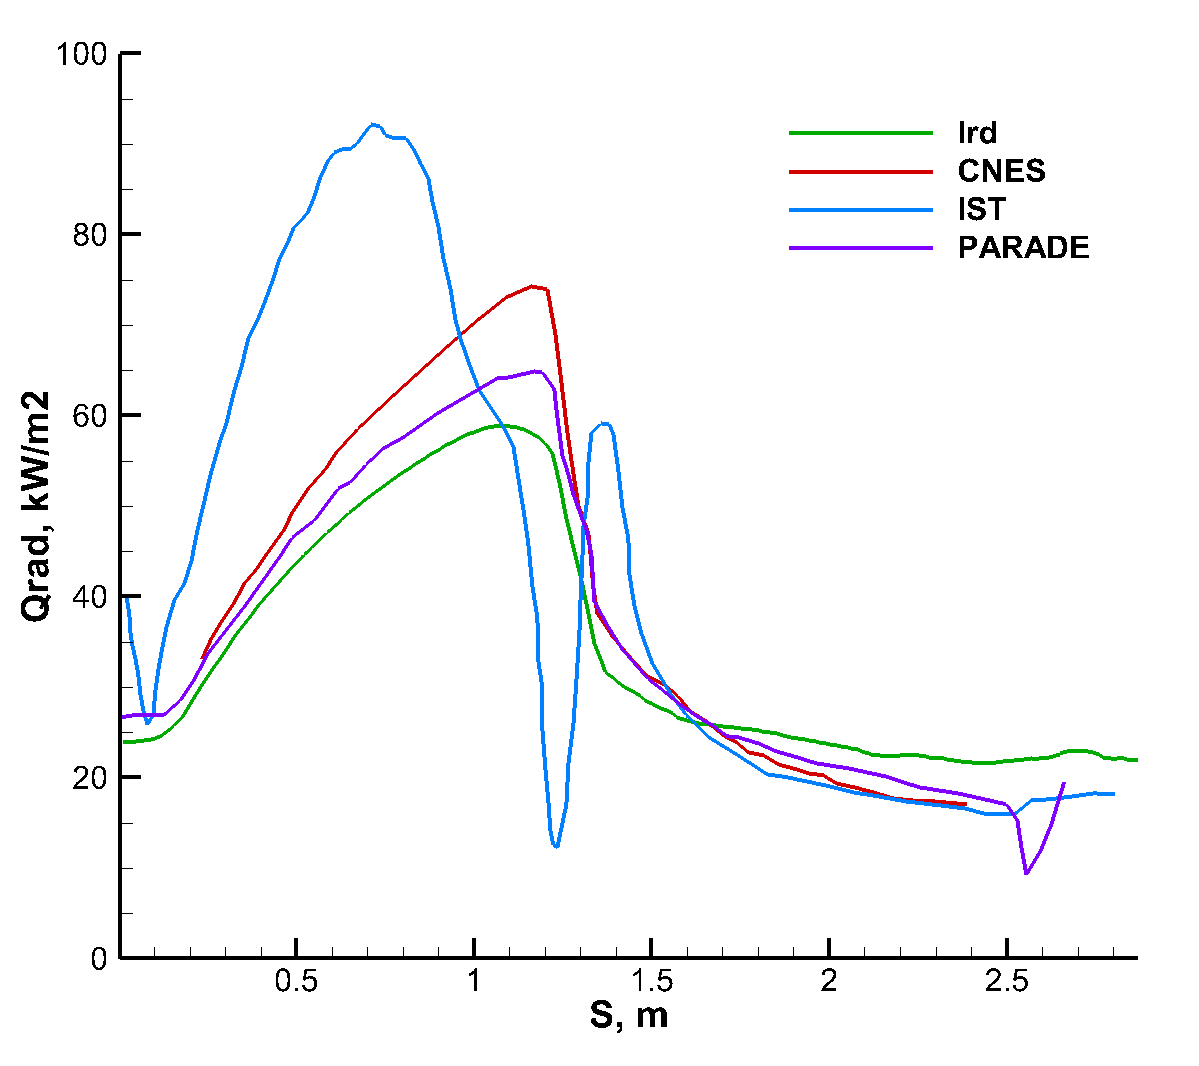 100
80
60
40
20
0
Qrad, kW/m2
lrd
CNES
IST
PARADE
0.5 1 1.5 2 2.5
S, m